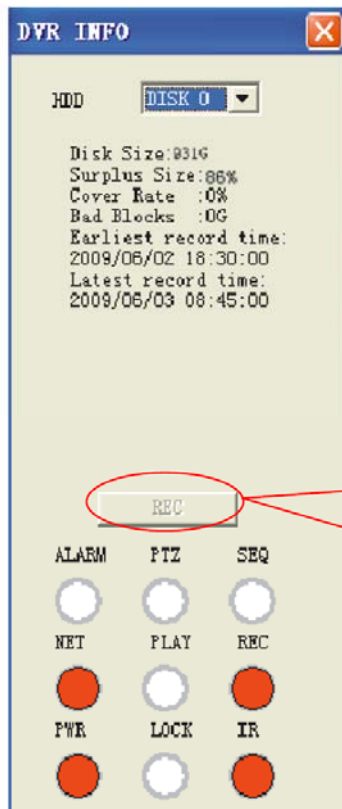 DVR INFO
HDD DISK 0
Disk Size:931G
Surplus Size:86%
Cover Rate :0%
Bad Blocks :0G
Earliest record time:
2009/06/02 18:30:00
Latest record time:
2009/06/03 08:45:00
REC
ALARM PTZ SEQ
NET PLAY REC
PWR LOCK IR